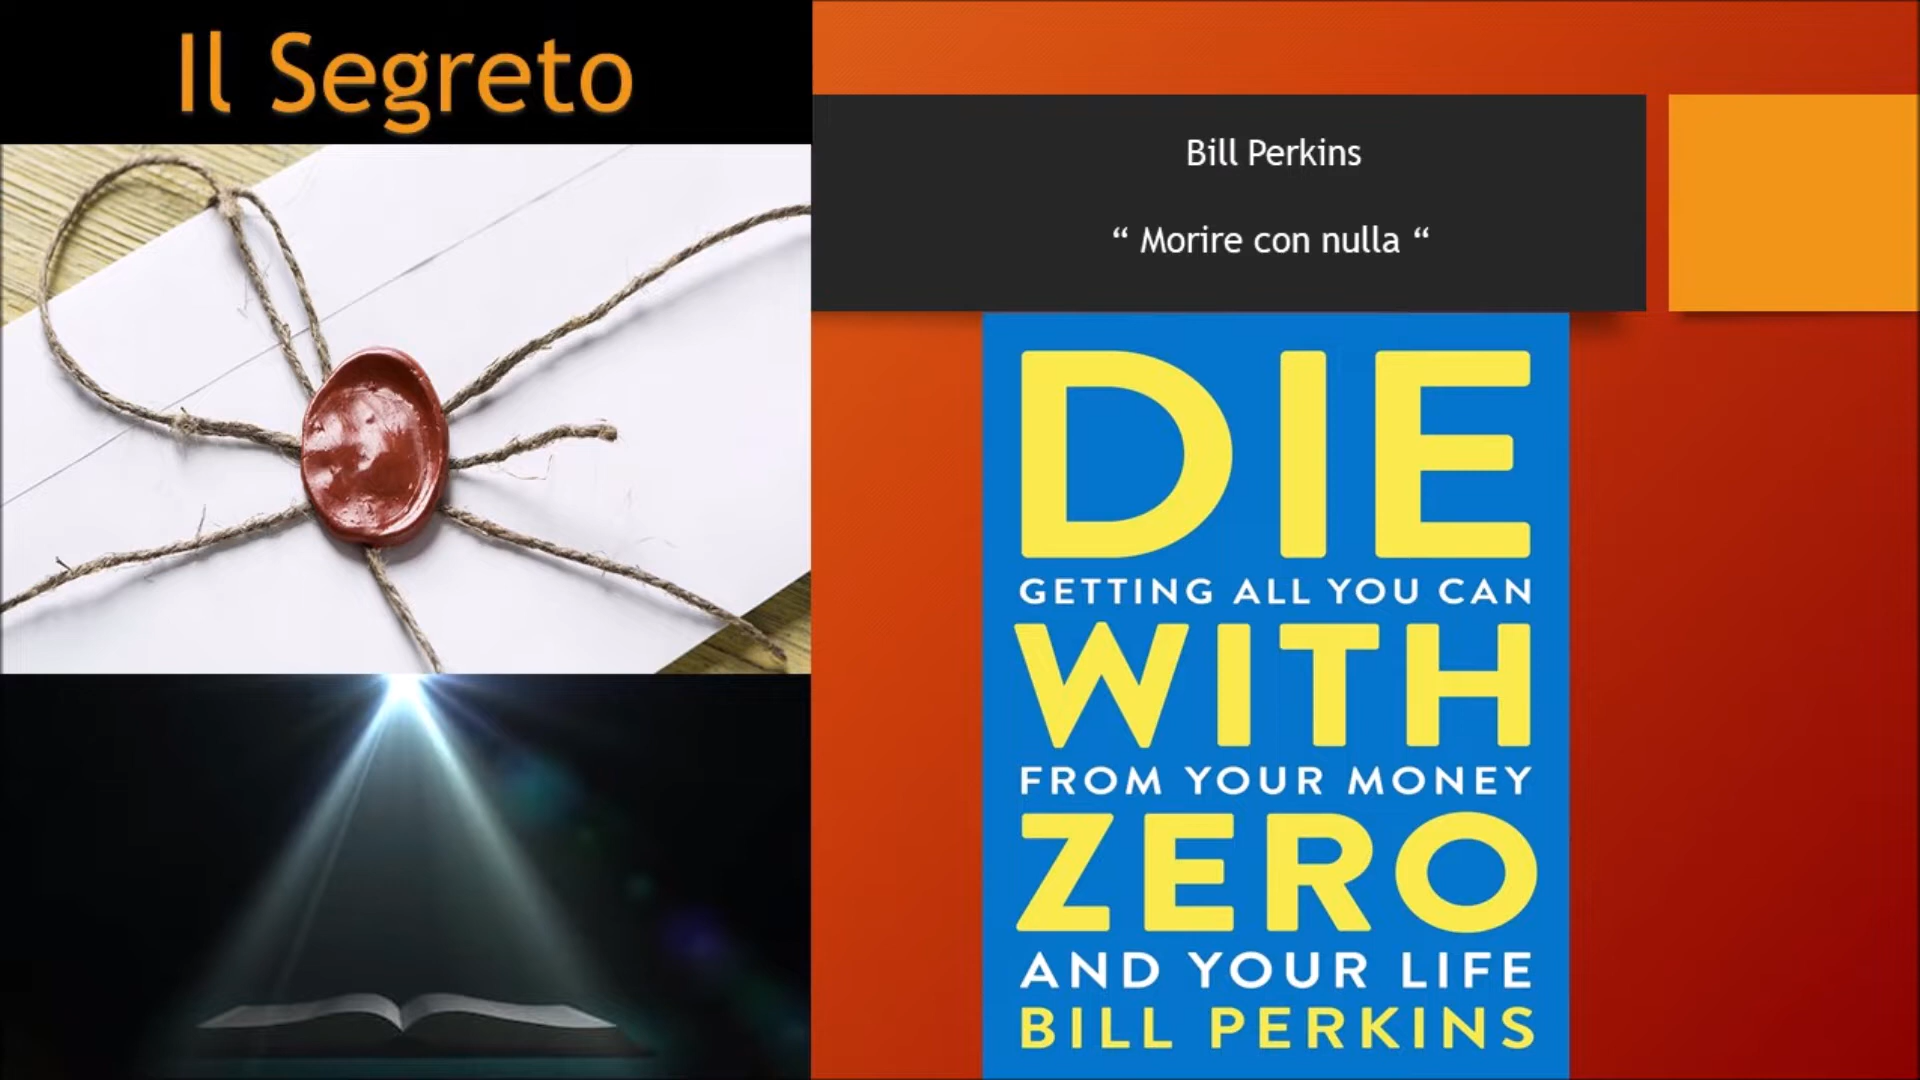 Il Segreto
Bill Perkins
“ Morire con nulla “
DIE
GETTING ALL YOU CAN
WITH
FROM YOUR MONEY
ZERO
AND YOUR LIFE
BILL PERKINS